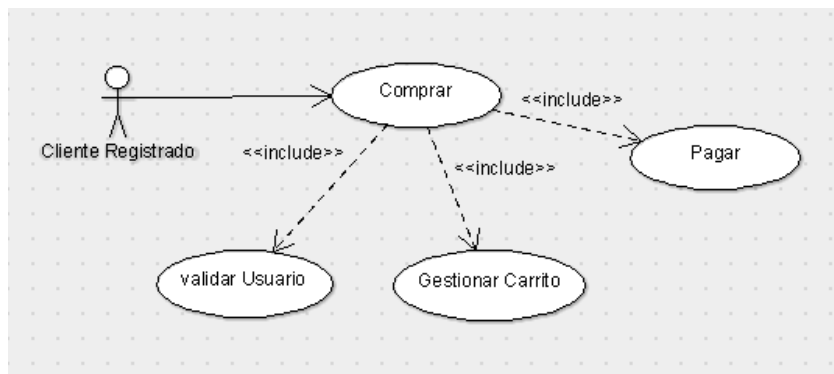 Comprar
<<include>>
Cliente Registrado
<<include>>
<<include>>
Pagar
validar Usuario
Gestionar Carrito